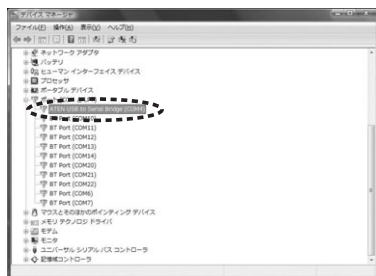 デバイス マネージャ
ファイル(F) 操作(A) 表示(V) ヘルプ(H)
ネットワーク アダプタ
バッテリ
ヒューマン インターフェイス デバイス
プロセッサ
ポータブル デバイス
ATEN USB to Serial Bridge (COM4)
BT Port (COM10)
BT Port (COM11)
BT Port (COM12)
BT Port (COM13)
BT Port (COM14)
BT Port (COM20)
BT Port (COM21)
BT Port (COM22)
BT Port (COM6)
BT Port (COM7)
マウスとそのほかのポインティング デバイス
メモリ テクノロジ ドライバ
モデム
モニタ
ユニバーサル シリアル バス コントローラ
記憶域コントローラ